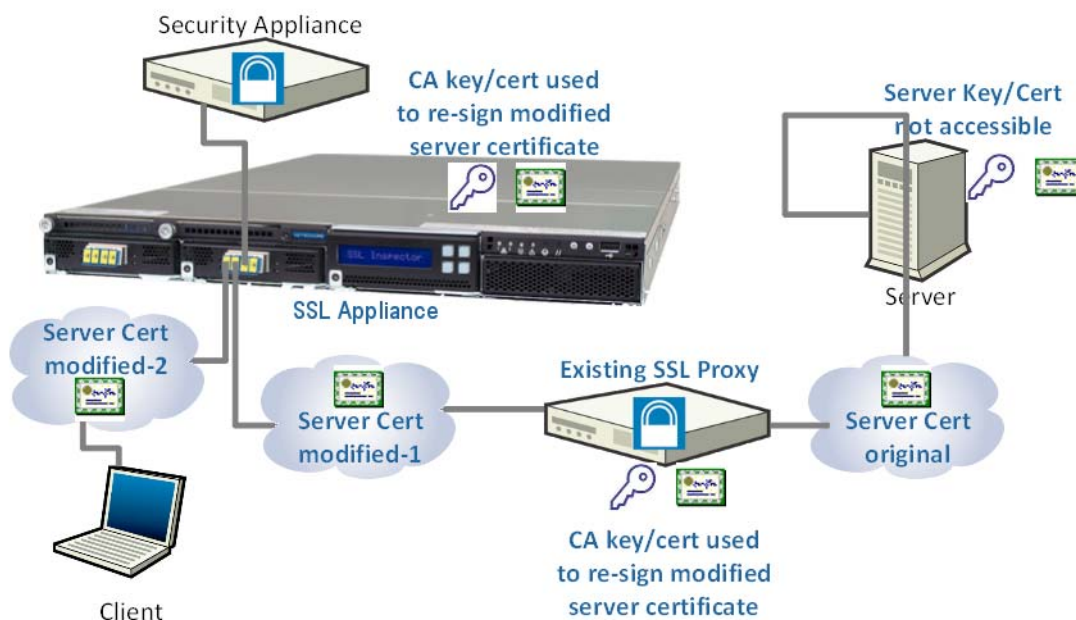 Security Appliance
CA key/cert used
to re-sign modified
server certificate
Server Key/Cert
not accessible
SSL Inspector
SSL Appliance
Server
Server Cert
modified-2
Existing SSL Proxy
Server Cert
modified-1
Server Cert
original
CA key/cert used
to re-sign modified
server certificate
Client